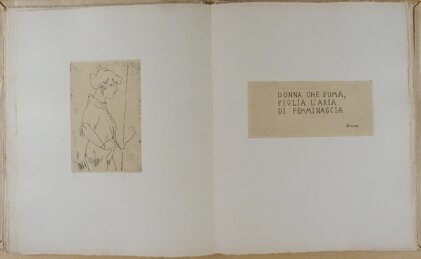 DONNA CHE FUMA,
PIGLIA L'ARIA
DI FEMMINACCIA